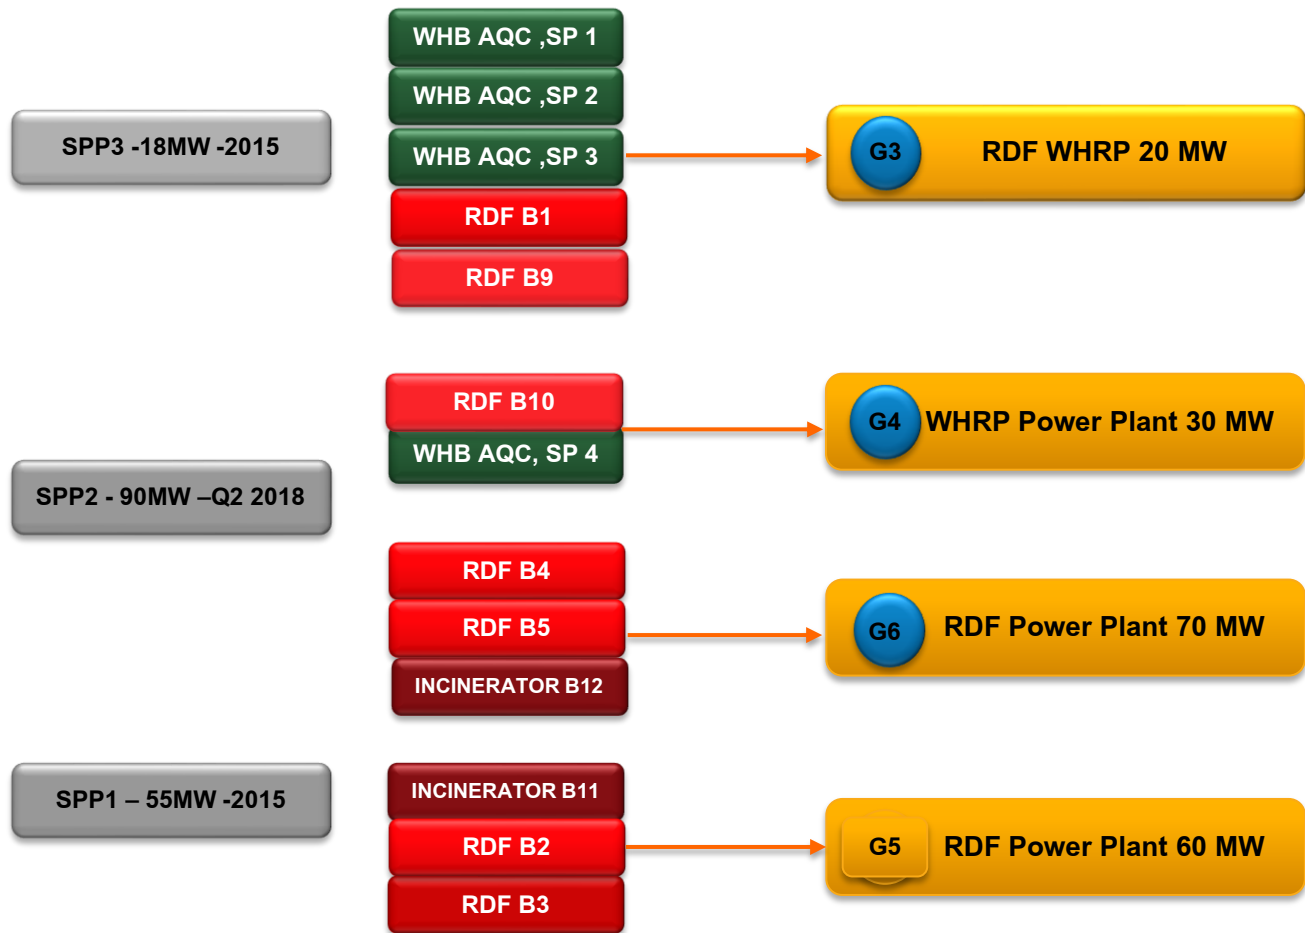 WHB AQC ,SP 1
WHB AQC ,SP 2
SPP3 -18MW -2015
WHB AQC ,SP 3
G3
RDF WHRP 20 MW
RDF B1
RDF B9
RDF B10
WHB AQC, SP 4
G4
WHRP Power Plant 30 MW
SPP2 - 90MW –Q2 2018
RDF B4
RDF B5
INCINERATOR B12
G6
RDF Power Plant 70 MW
SPP1 – 55MW -2015
INCINERATOR B11
RDF B2
RDF B3
G5
RDF Power Plant 60 MW